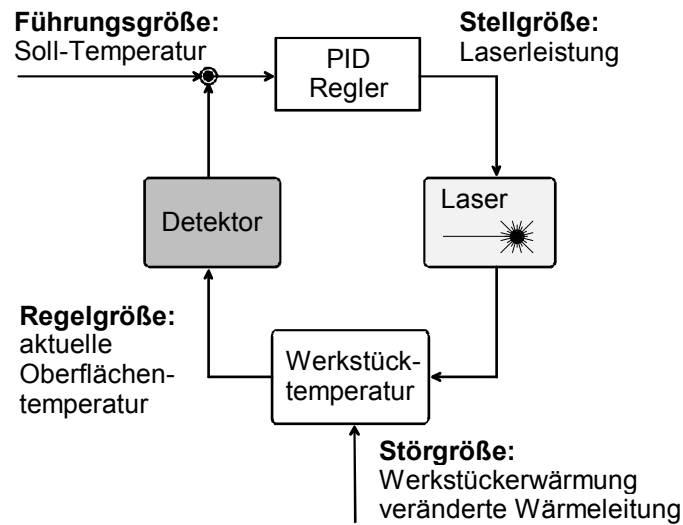 Führungsgröße:
Soll-Temperatur
PID
Regler
Stellgröße:
Laserleistung
Detektor
Laser
Regelgröße:
aktuelle
Oberflächen-
temperatur
Werkstück-
temperatur
Störgröße:
Werkstückerwärmung
veränderte Wärmeleitung